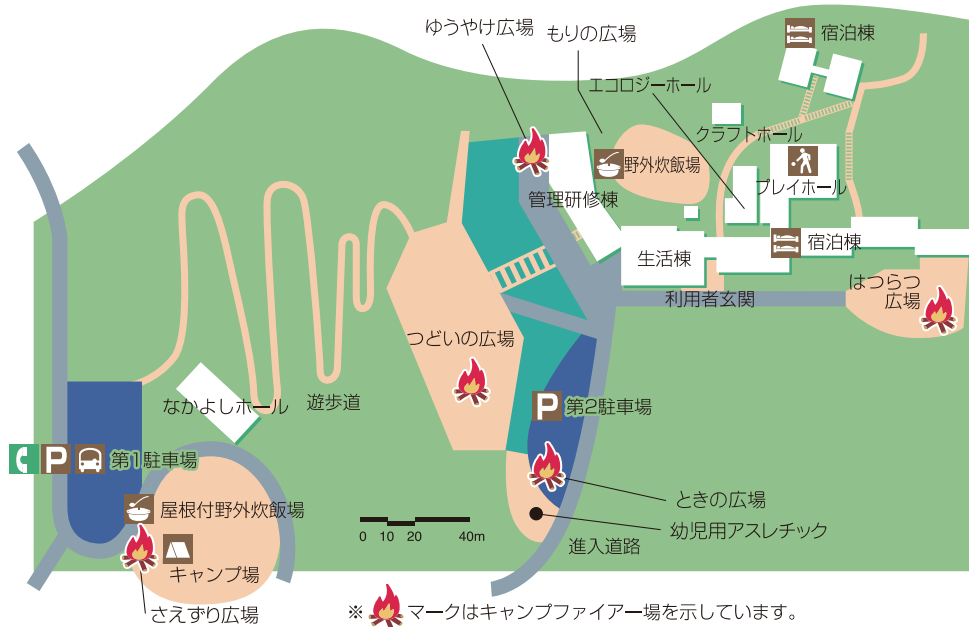 ゆうやけ広場
もりの広場
宿泊棟
エコロジーホール
クラフトホール
野外炊飯場
プレイホール
管理研修棟
生活棟
宿泊棟
はつらつ
広場
利用者玄関
つどいの広場
なかよしホール
遊歩道
P 第2駐車場
P 第1駐車場
ときの広場
屋根付野外炊飯場
幼児用アスレチック
0 10 20 40m
進入道路
キャンプ場
さえずり広場
※ マークはキャンプファイアー場を示しています。